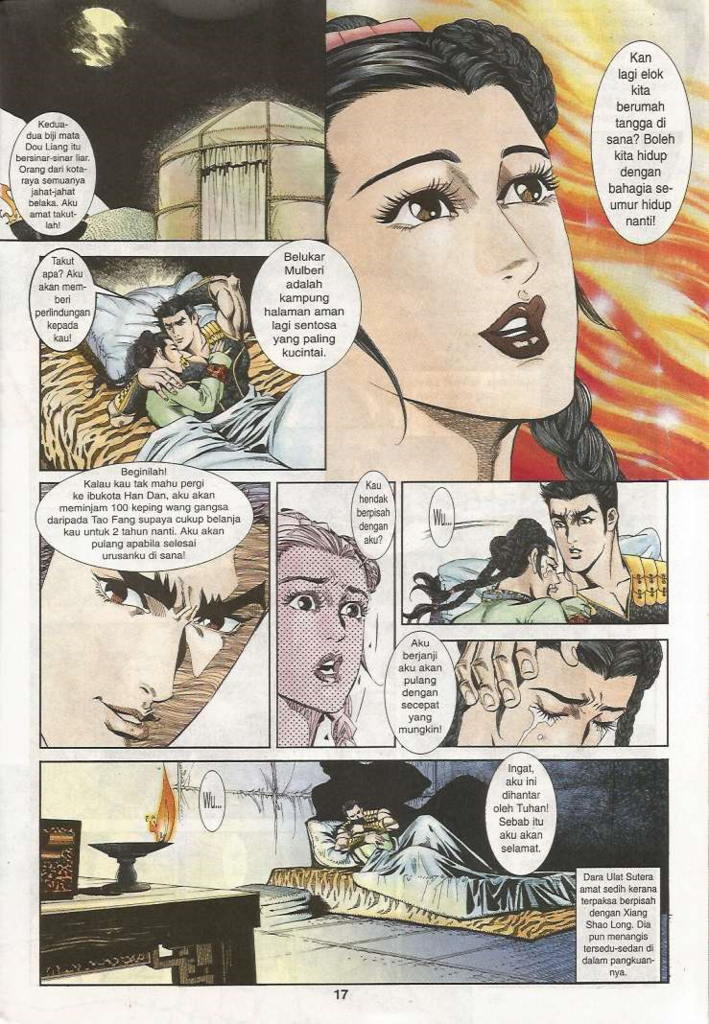 Kedua-
dua biji mata
Dou Liang itu
bersinar-sinar liar.
Orang dari kota-
raya semuanya
jahat-jahat
belaka. Aku
amat takut-
lah!
Kan
lagi elok
kita
berumah
tangga di
sana? Boleh
kita hidup
dengan
bahagia se-
umur hidup
nanti!
Takut
apa? Aku
akan mem-
beri
perlindungan
kepada
kau!
Belukar
Mulberi
adalah
kampung
halaman aman
lagi sentosa
yang paling
kucintai.
Beginilah!
Kalau kau tak mahu pergi
ke ibukota Han Dan, aku akan
meminjam 100 keping wang gangsa
daripada Tao Fang supaya cukup belanja
kau untuk 2 tahun nanti. Aku akan
pulang apabila selesai
urusanku di sana!
Kau
hendak
berpisah
dengan
aku?
Wu...
Aku
berjanji
aku akan
pulang
dengan
secepat
yang
mungkin!
Wu...
Ingat,
aku ini
dihantar
oleh Tuhan!
Sebab itu
aku akan
selamat.
Dara Ulat Sutera
amat sedih kerana
terpaksa berpisah
dengan Xiang
Shao Long. Dia
pun menangis
tersedu-sedan di
dalam pangkuan-
nya.
17